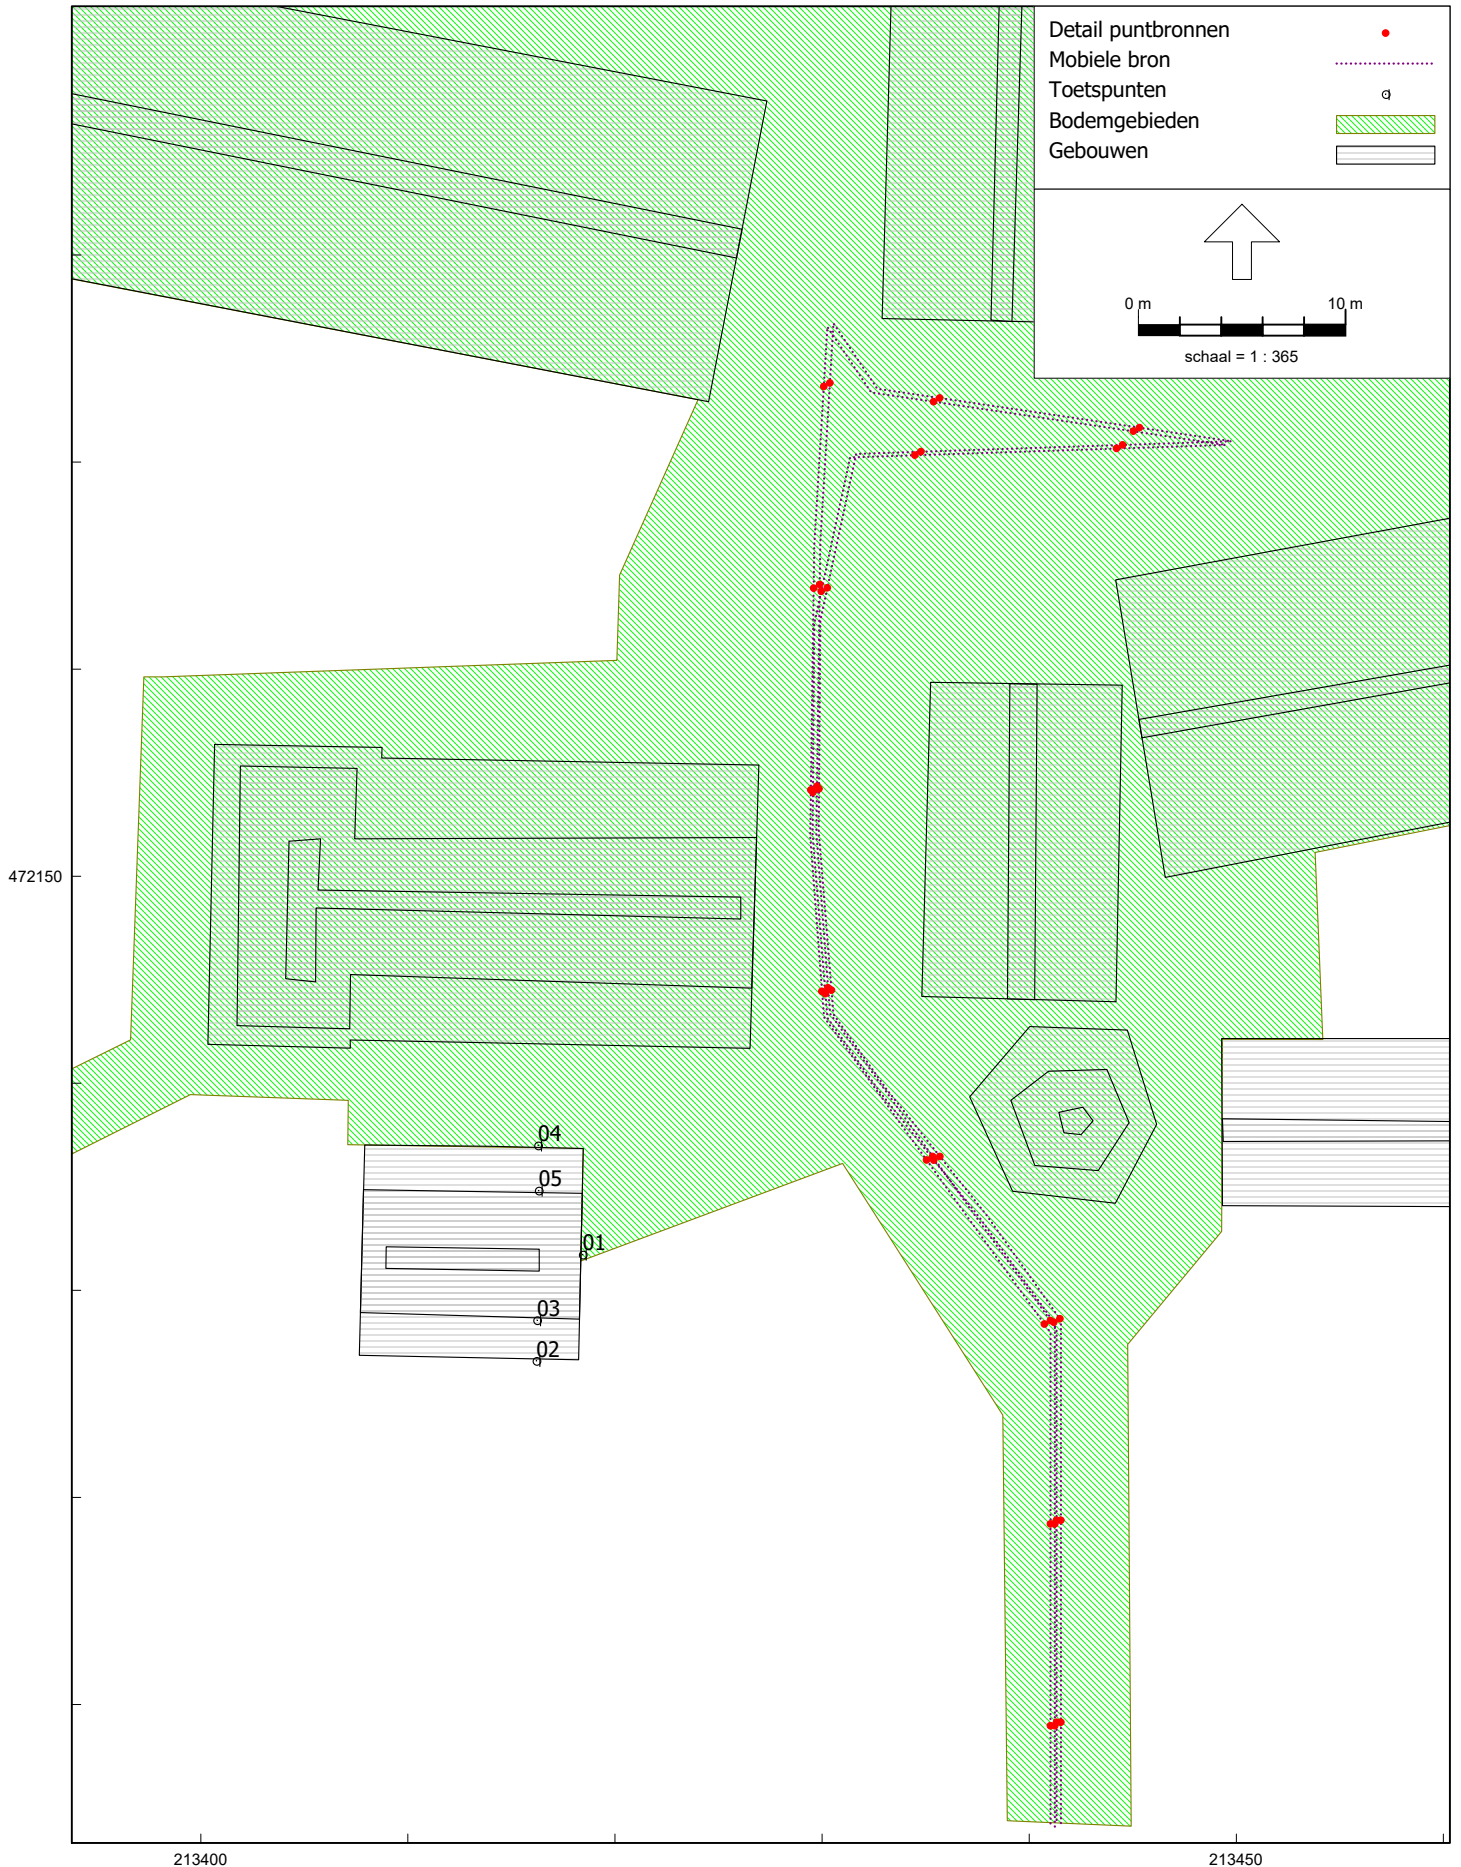 Detail puntbronnen
Mobiele bron
Toetspunten
Bodemgebieden
Gebouwen
0 m 10 m
schaal = 1 : 365
472150
04
05
01
03
02
213400 213450